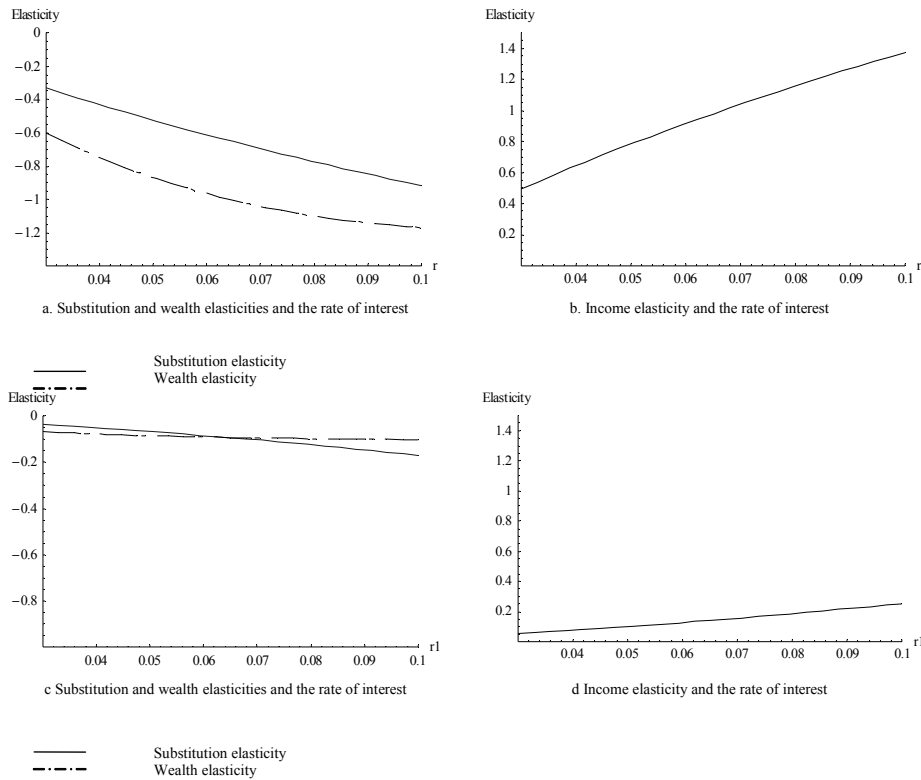 Elasticity
0
−0.2
−0.4
−0.6
−0.8
−1
−1.2
0.04 0.05 0.06 0.07 0.08 0.09 0.1
r
a. Substitution and wealth elasticities and the rate of interest
Elasticity
1.4
1.2
1
0.8
0.6
0.4
0.2
0.04 0.05 0.06 0.07 0.08 0.09 0.1
r
b. Income elasticity and the rate of interest
Substitution elasticity
Wealth elasticity
Elasticity
0
−0.2
−0.4
−0.6
−0.8
0.04 0.05 0.06 0.07 0.08 0.09 0.1
r1
c Substitution and wealth elasticities and the rate of interest
Elasticity
1.4
1.2
1
0.8
0.6
0.4
0.2
0.04 0.05 0.06 0.07 0.08 0.09 0.1
r1
d Income elasticity and the rate of interest
Substitution elasticity
Wealth elasticity